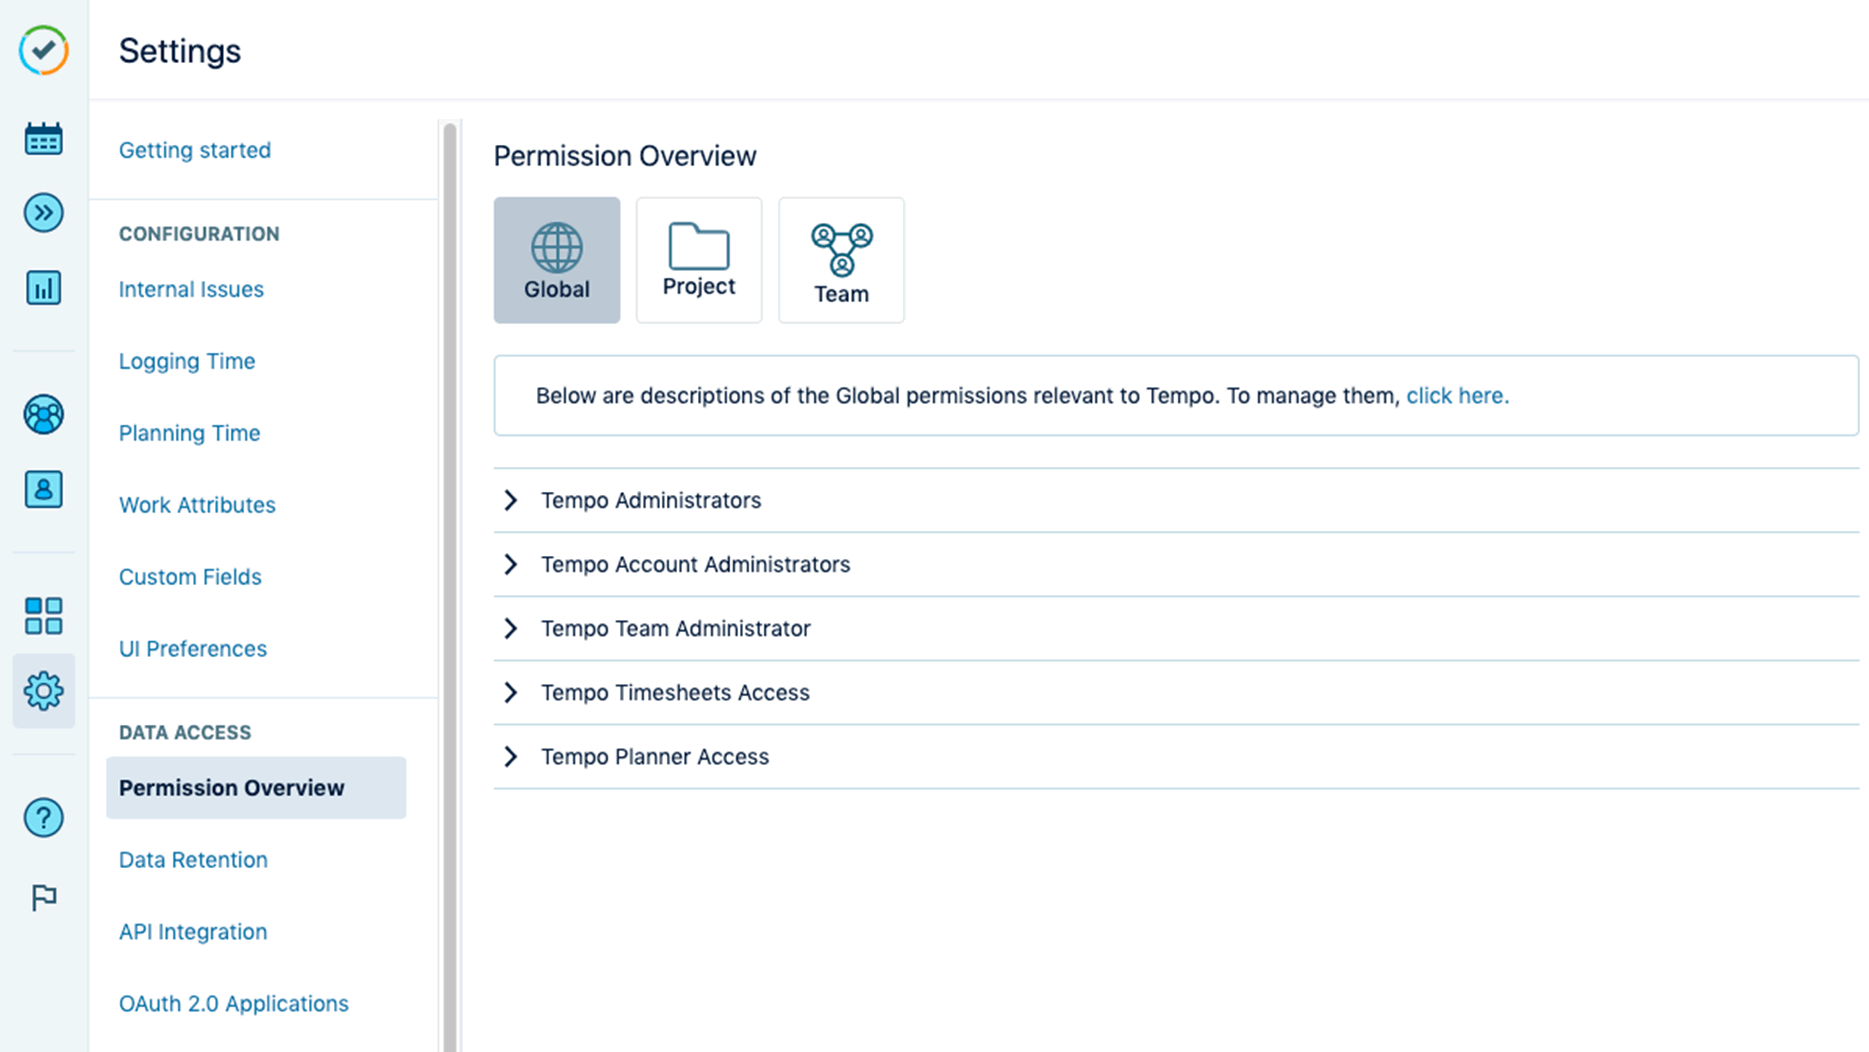 Settings
Getting started
CONFIGURATION
Internal Issues
Logging Time
Planning Time
Work Attributes
Custom Fields
UI Preferences
DATA ACCESS
Permission Overview
Data Retention
API Integration
OAuth 2.0 Applications
Permission Overview
Global
Project
Team
Below are descriptions of the Global permissions relevant to Tempo. To manage them, click here.
Tempo Administrators
Tempo Account Administrators
Tempo Team Administrator
Tempo Timesheets Access
Tempo Planner Access